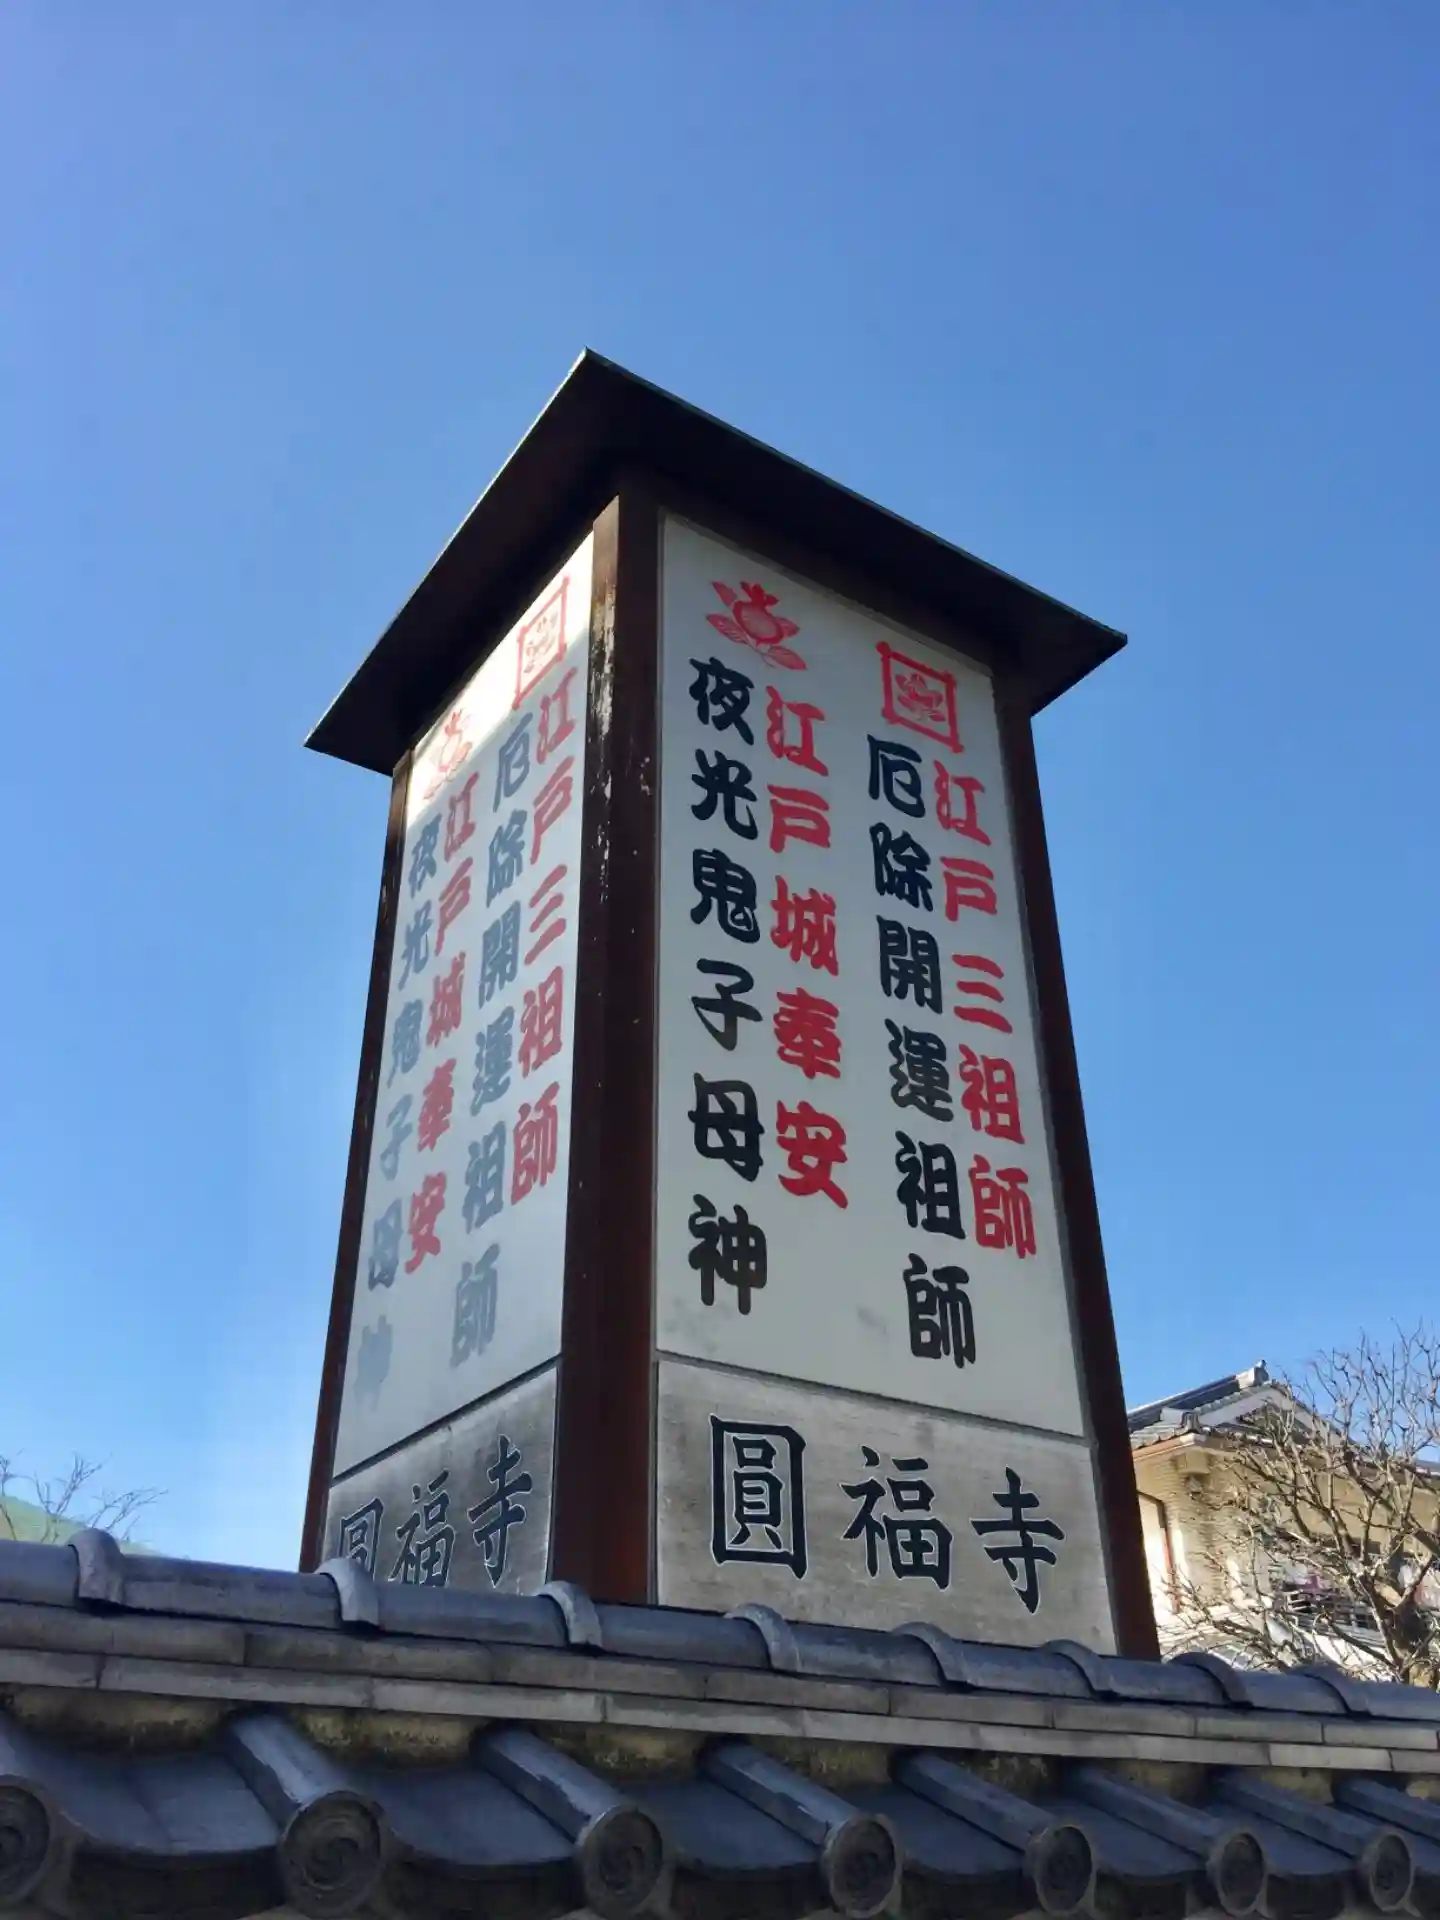 江戸三祖師
厄除開運祖師
江戸城奉安
夜光鬼子母神
圓福寺
江戸三祖師
厄除開運祖師
江戸城奉安
夜光鬼子母神
圓福寺